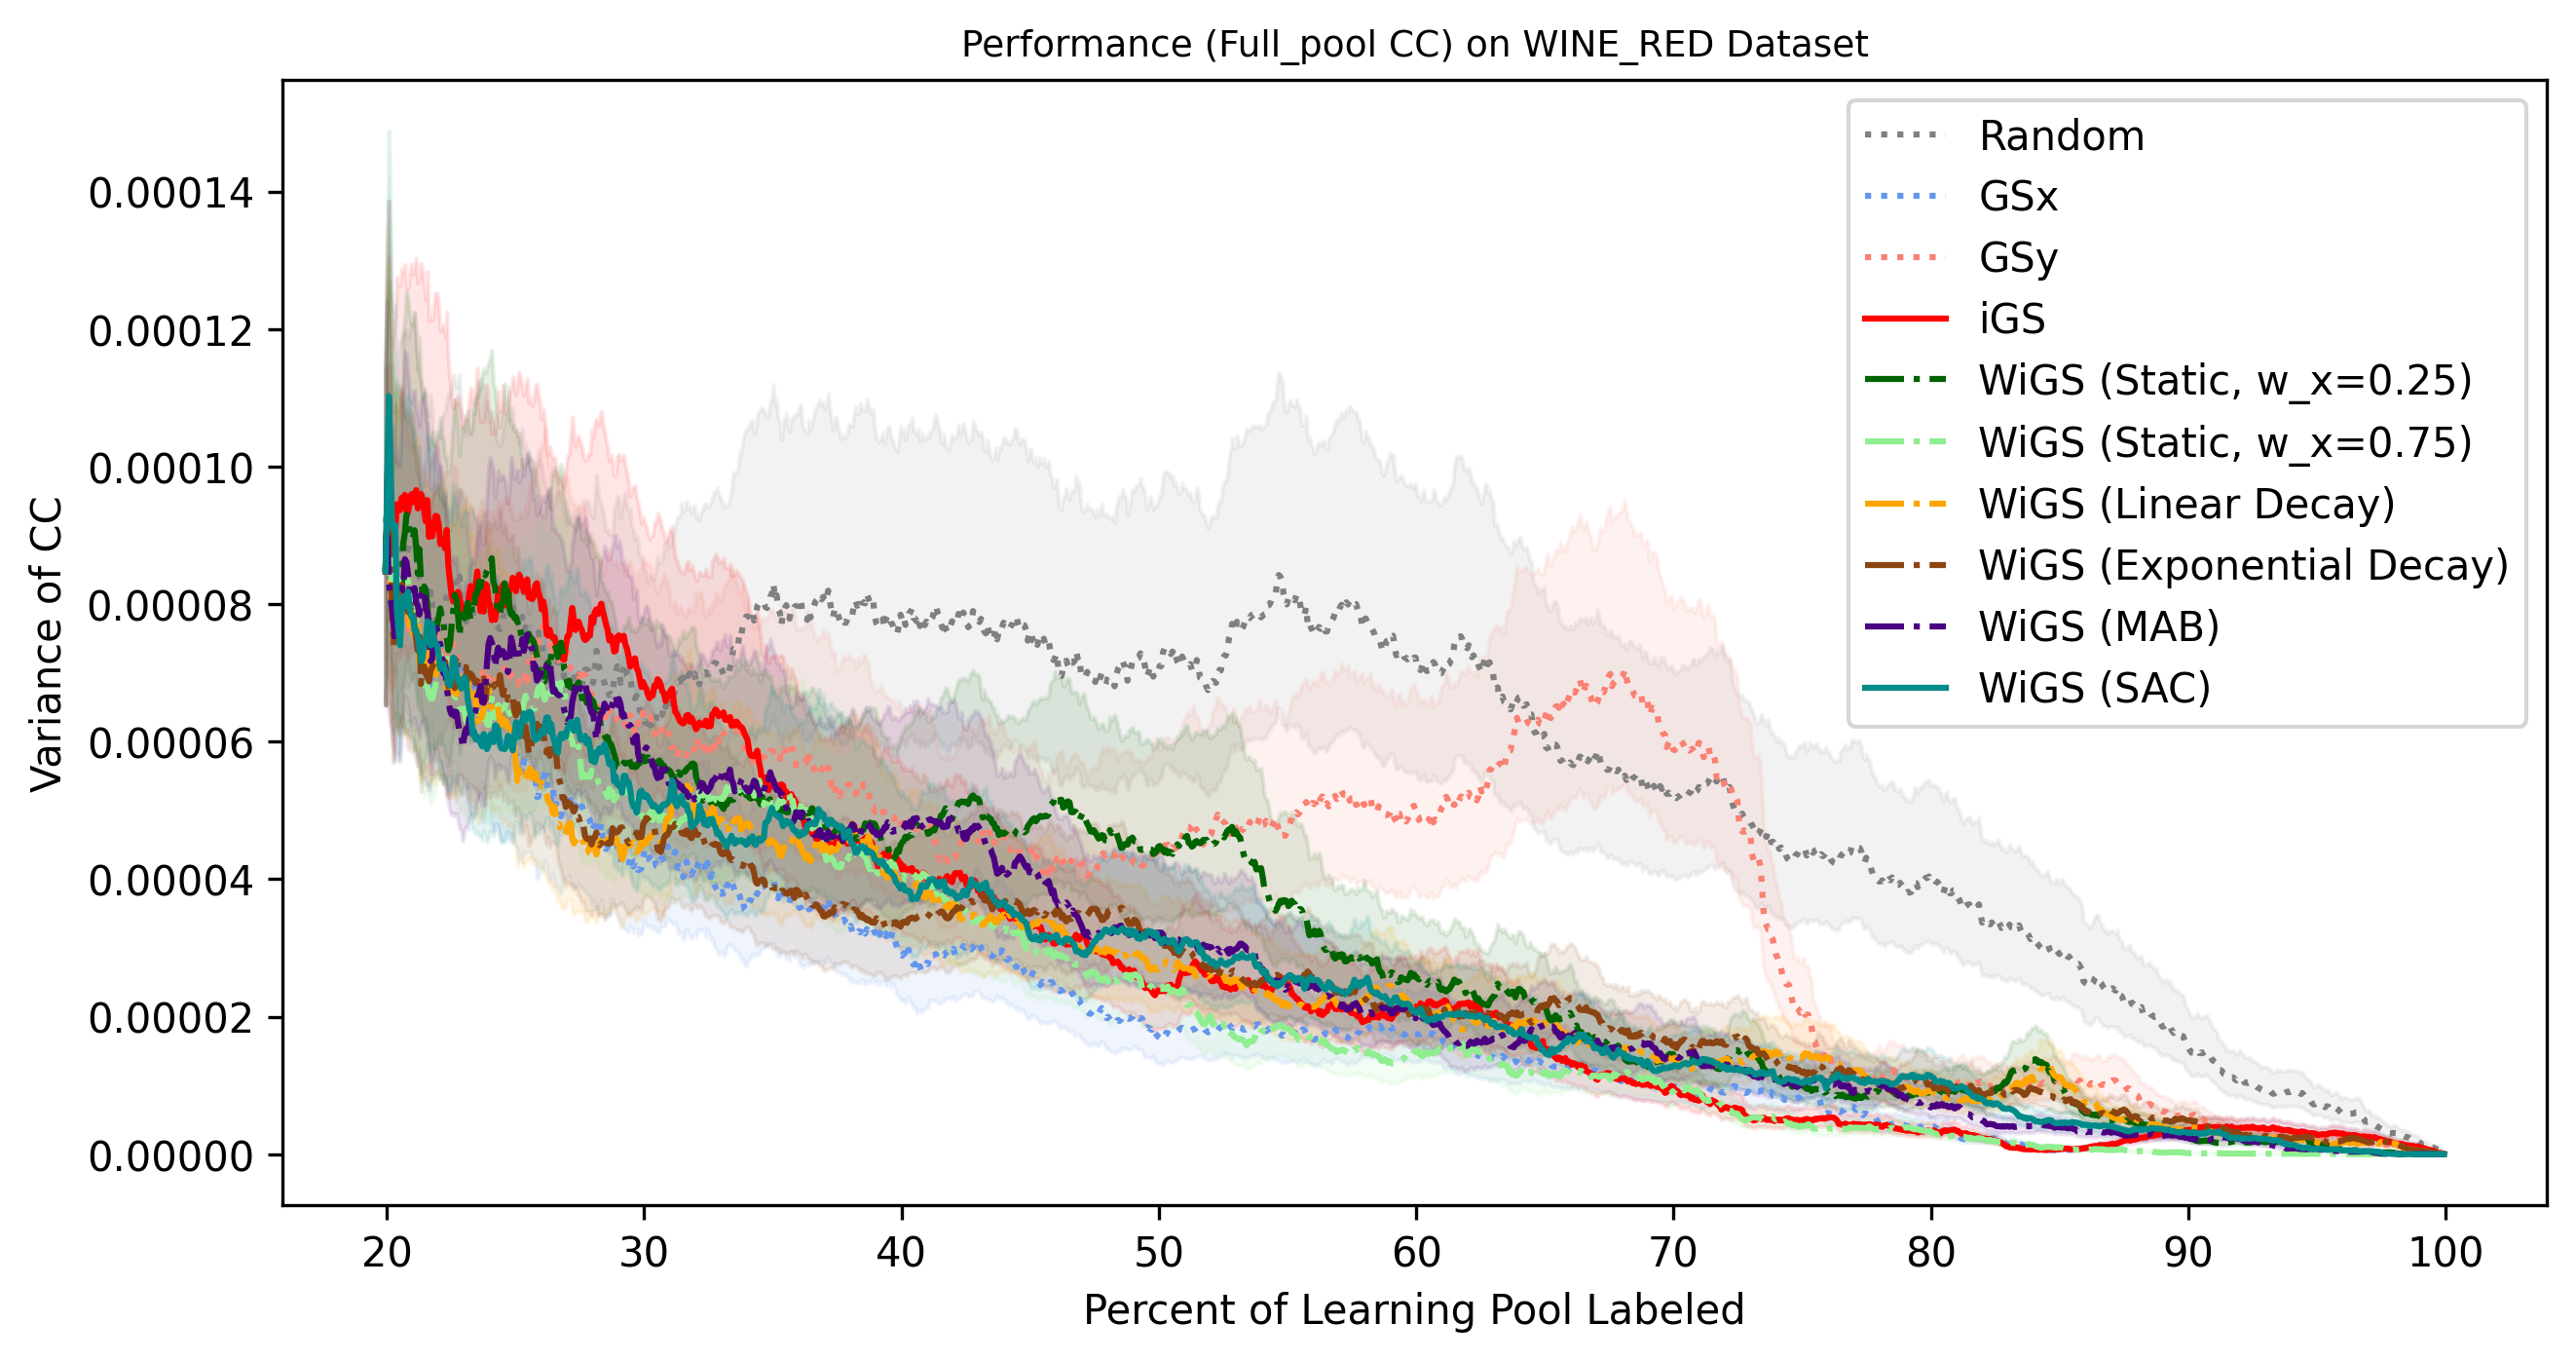 Performance (Full_pool CC) on WINE_RED Dataset
Variance of CC
0.00014
0.00012
0.00010
0.00008
0.00006
0.00004
0.00002
0.00000
20 30 40 50 60 70 80 90 100
Percent of Learning Pool Labeled
Random
GSx
GSy
iGS
WiGS (Static, w_x=0.25)
WiGS (Static, w_x=0.75)
WiGS (Linear Decay)
WiGS (Exponential Decay)
WiGS (MAB)
WiGS (SAC)